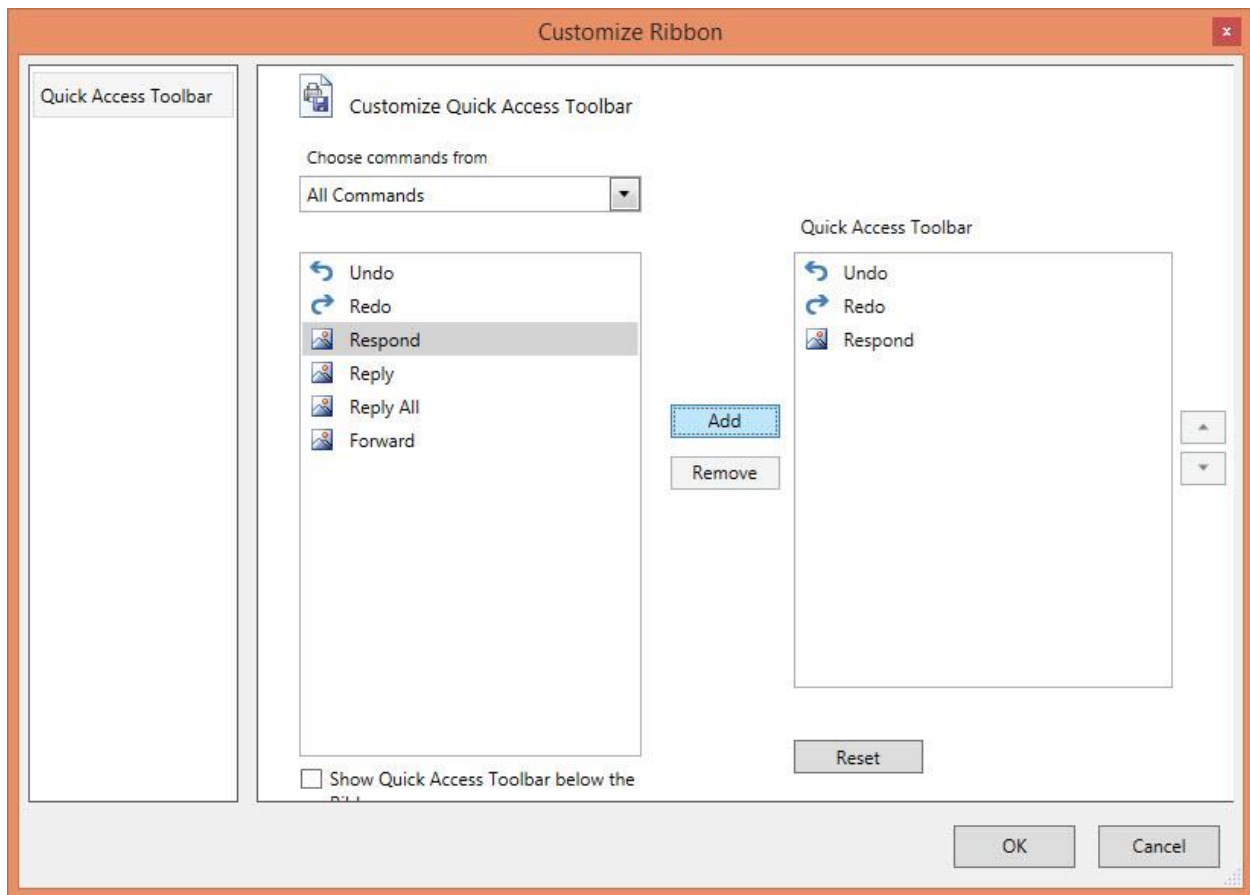 Customize Ribbon
x
Quick Access Toolbar
Customize Quick Access Toolbar
Choose commands from
All Commands
Undo
Redo
Respond
Reply
Reply All
Forward
Show Quick Access Toolbar below the
Add
Remove
Quick Access Toolbar
Undo
Redo
Respond
Reset
OK
Cancel